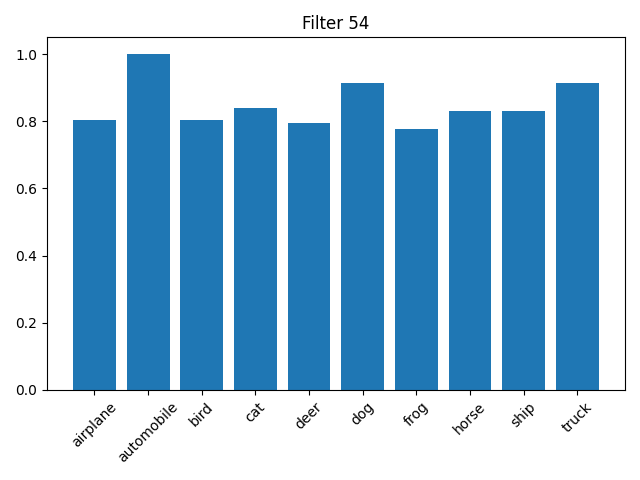 Filter 54
1.0
0.8
0.6
0.4
0.2
0.0
airplane
automobile
bird
cat
deer
dog
frog
horse
ship
truck